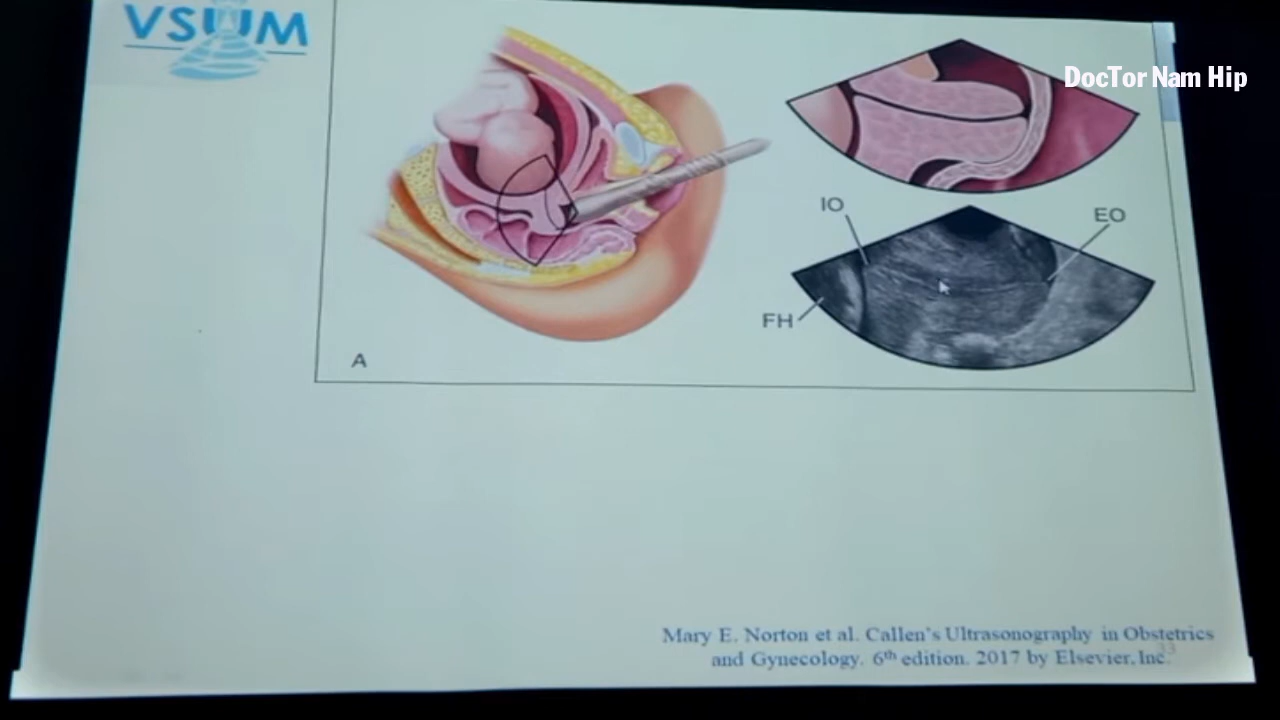 VSUM
DocTor Nam Hip
IO
EO
FH
A
Mary E. Norton et al. Callen's Ultrasonography in Obstetrics
and Gynecology. 6th edition. 2017 by Elsevier, Inc.
33